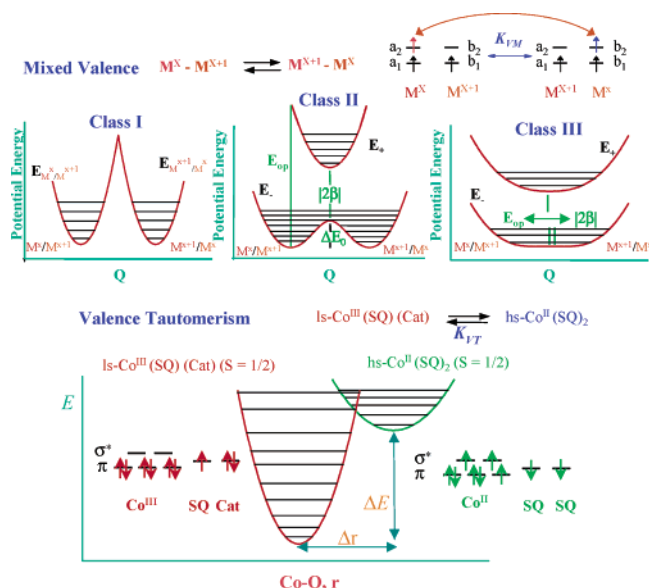 a₂ b₂ K_VM a₂ b₂
a₁ b₁ a₁ b₁
Mixed Valence M^X - M^X+1 M^X+1 - M^X
M^X M^X+1 M^X+1 M^x
Class I
Class II
Class III
Potential Energy
E_M^x/M^x+1
E_M^x+1/M^x
M^x/M^x+1
M^x+1/M^x
Q
Potential Energy
E_op
E₊
E₋
|2β|
ΔE₀
M^x/M^x+1
M^x+1/M^x
Q
Potential Energy
E₊
E₋
E_op
|2β|
M^x/M^x+1
M^x+1/M^x
Q
Valence Tautomerism
ls-Co^III(SQ) (Cat) K_VT hs-Co^II(SQ)₂
ls-Co^III (SQ) (Cat) (S = 1/2) hs-Co^II(SQ)₂ (S = 1/2)
E
σ*
π
Co^III SQ Cat
ΔE
Δr
σ*
π
Co^II SQ SQ
Co-O, r